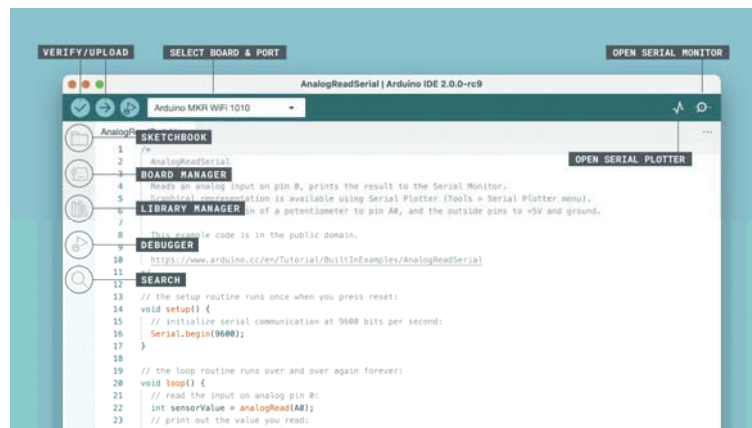 VERIFY/UPLOAD
SELECT BOARD & PORT
OPEN SERIAL MONITOR
AnalogReadSerial | Arduino IDE 2.0.0-rc9
Arduino MKR WiFi 1010
AnalogR
...
SKETCHBOOK
OPEN SERIAL PLOTTER
1 /*
2 AnalogReadSerial
3
BOARD MANAGER
4 Reads an analog input on pin 0, prints the result to the Serial Monitor.
5 Graphical representation is available using Serial Plotter (Tools > Serial Plotter menu).
6 in of a potentiometer to pin A0, and the outside pins to +5V and ground.
LIBRARY MANAGER
7
8 This example code is in the public domain.
9
DEBUGGER
10 https://www.arduino.cc/en/Tutorial/BuiltInExamples/AnalogReadSerial
11
SEARCH
12
13 // the setup routine runs once when you press reset:
14 void setup() {
15 // initialize serial communication at 9600 bits per second:
16 Serial.begin(9600);
17 }
18
19 // the loop routine runs over and over again forever:
20 void loop() {
21 // read the input on analog pin 0:
22 int sensorValue = analogRead(A0);
23 // print out the value you read: